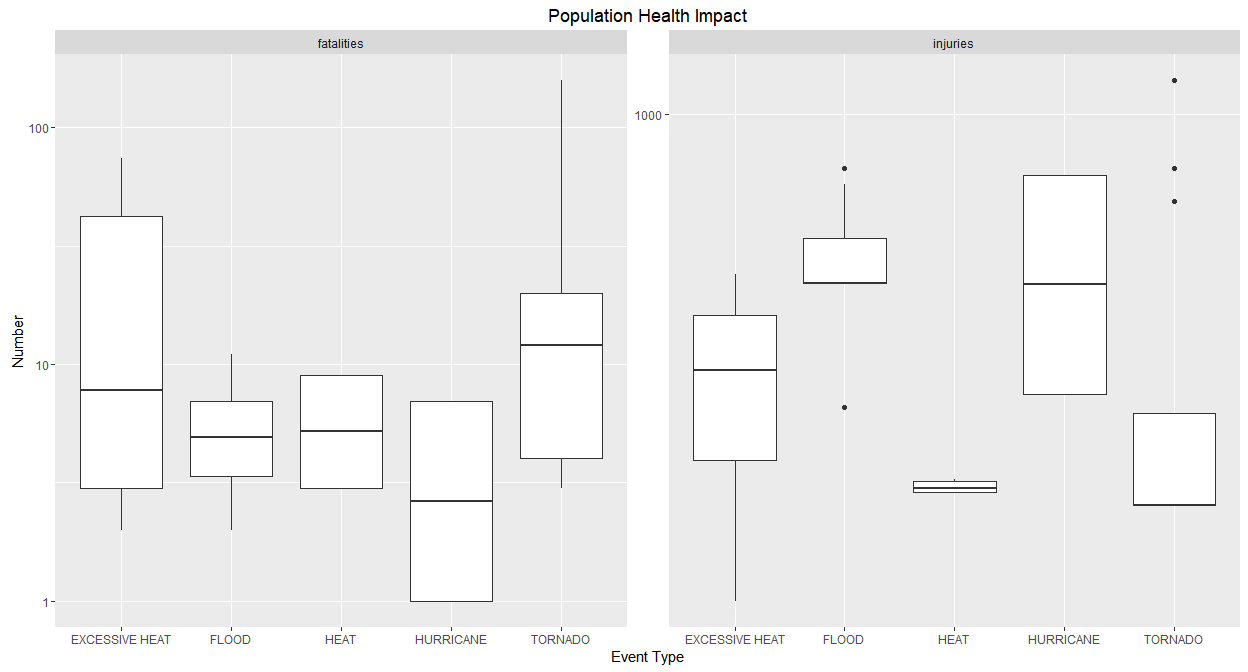 Population Health Impact
fatalities
injuries
Number
100
10
1
1000
EXCESSIVE HEAT
FLOOD
HEAT
HURRICANE
TORNADO
EXCESSIVE HEAT
FLOOD
HEAT
HURRICANE
TORNADO
Event Type